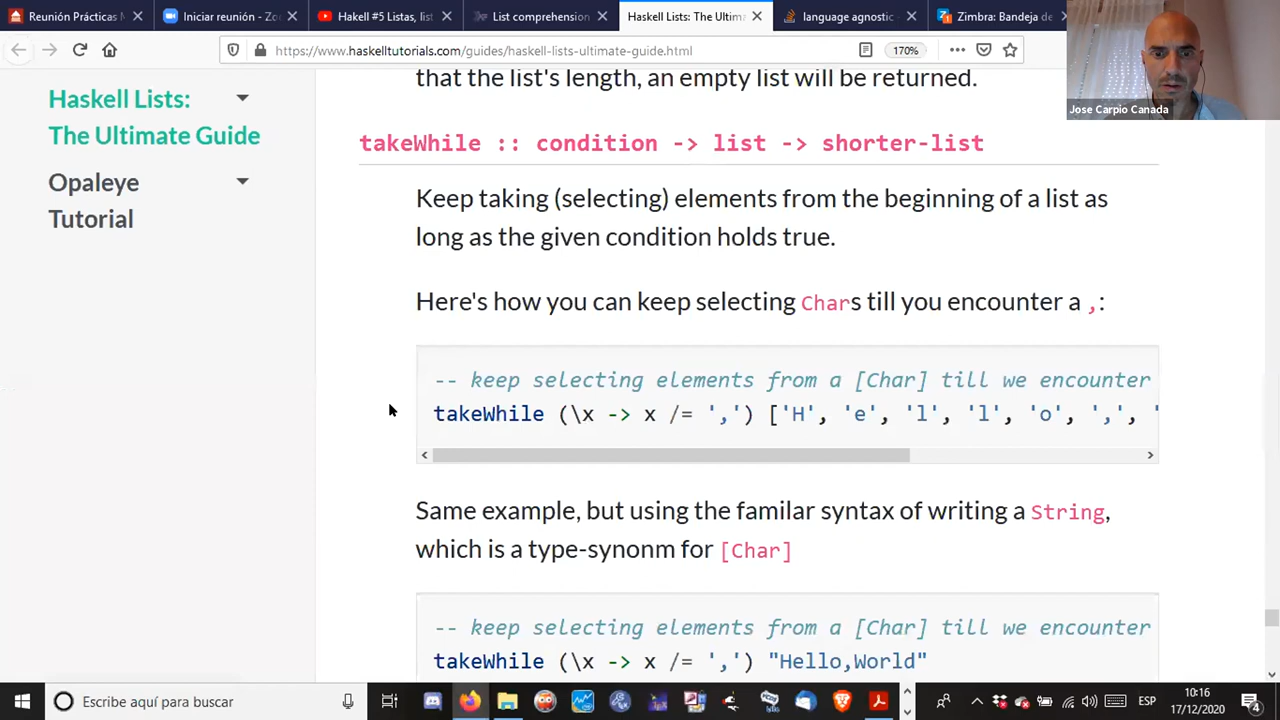 Reunión Prácticas M
Iniciar reunión - Zoo
Hakell #5 Listas, list
List comprehension
Haskell Lists: The Ultima
language agnostic -
Zimbra: Bandeja de
https://www.haskelltutorials.com/guides/haskell-lists-ultimate-guide.html
170%
Jose Carpio Canada
Haskell Lists:
The Ultimate Guide
Opaleye
Tutorial
that the list's length, an empty list will be returned.
takeWhile :: condition -> list -> shorter-list
Keep taking (selecting) elements from the beginning of a list as
long as the given condition holds true.
Here's how you can keep selecting Chars till you encounter a ,:
-- keep selecting elements from a [Char] till we encounter
takeWhile (\x -> x /= ',') ['H', 'e', 'l', 'l', 'o', ',', '
Same example, but using the familar syntax of writing a String,
which is a type-synonm for [Char]
-- keep selecting elements from a [Char] till we encounter
takeWhile (\x -> x /= ',') "Hello,World"
Escribe aquí para buscar
ESP
10:16
17/12/2020
4